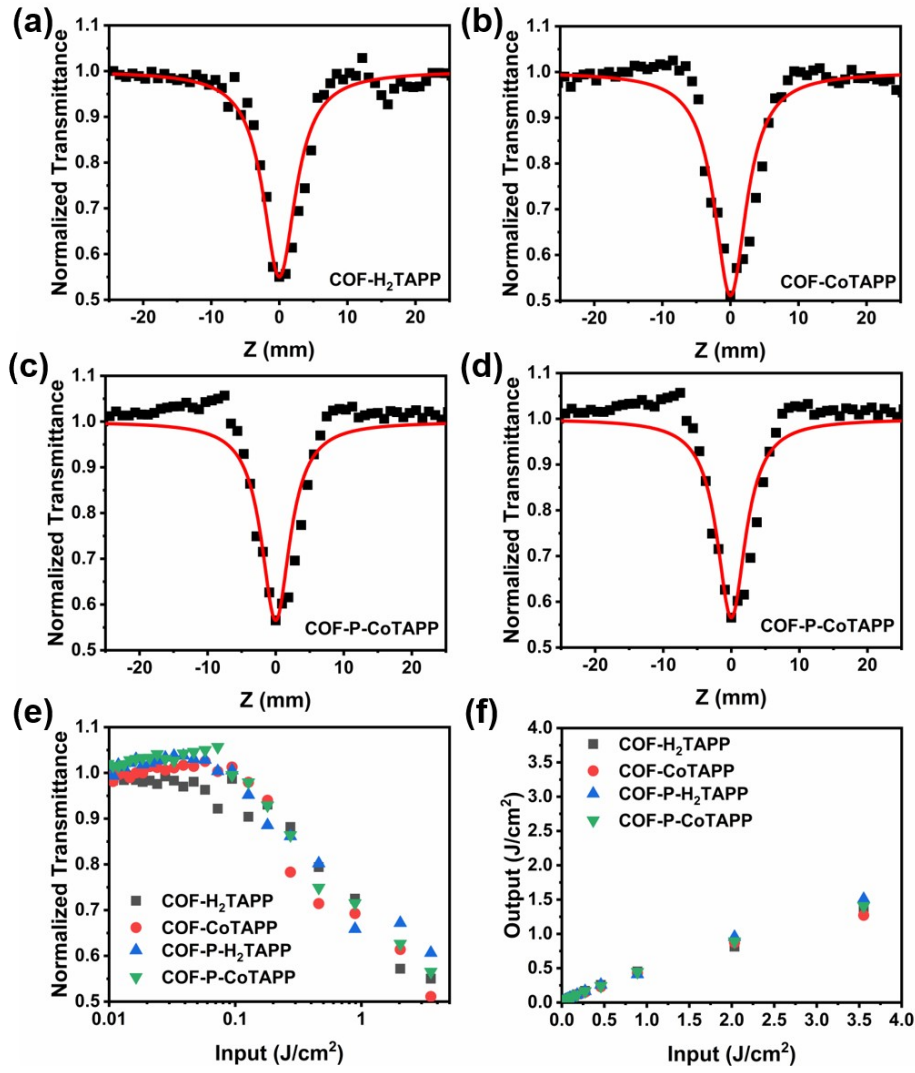 (a)
1.1
1.0
0.9
0.8
0.7
0.6
0.5
Normalized Transmittance
COF-H₂TAPP
-20 -10 0 10 20
Z (mm)
(b)
1.1
1.0
0.9
0.8
0.7
0.6
0.5
Normalized Transmittance
COF-CoTAPP
-20 -10 0 10 20
Z (mm)
(c)
1.1
1.0
0.9
0.8
0.7
0.6
0.5
Normalized Transmittance
COF-P-CoTAPP
-20 -10 0 10 20
Z (mm)
(d)
1.1
1.0
0.9
0.8
0.7
0.6
0.5
Normalized Transmittance
COF-P-CoTAPP
-20 -10 0 10 20
Z (mm)
(e)
1.1
1.0
0.9
0.8
0.7
0.6
0.5
Normalized Transmittance
COF-H₂TAPP
COF-CoTAPP
COF-P-H₂TAPP
COF-P-CoTAPP
0.01 0.1 1
Input (J/cm²)
(f)
4.0
3.5
3.0
2.5
2.0
1.5
1.0
0.5
0.0
Output (J/cm²)
COF-H₂TAPP
COF-CoTAPP
COF-P-H₂TAPP
COF-P-CoTAPP
0.0 0.5 1.0 1.5 2.0 2.5 3.0 3.5 4.0
Input (J/cm²)